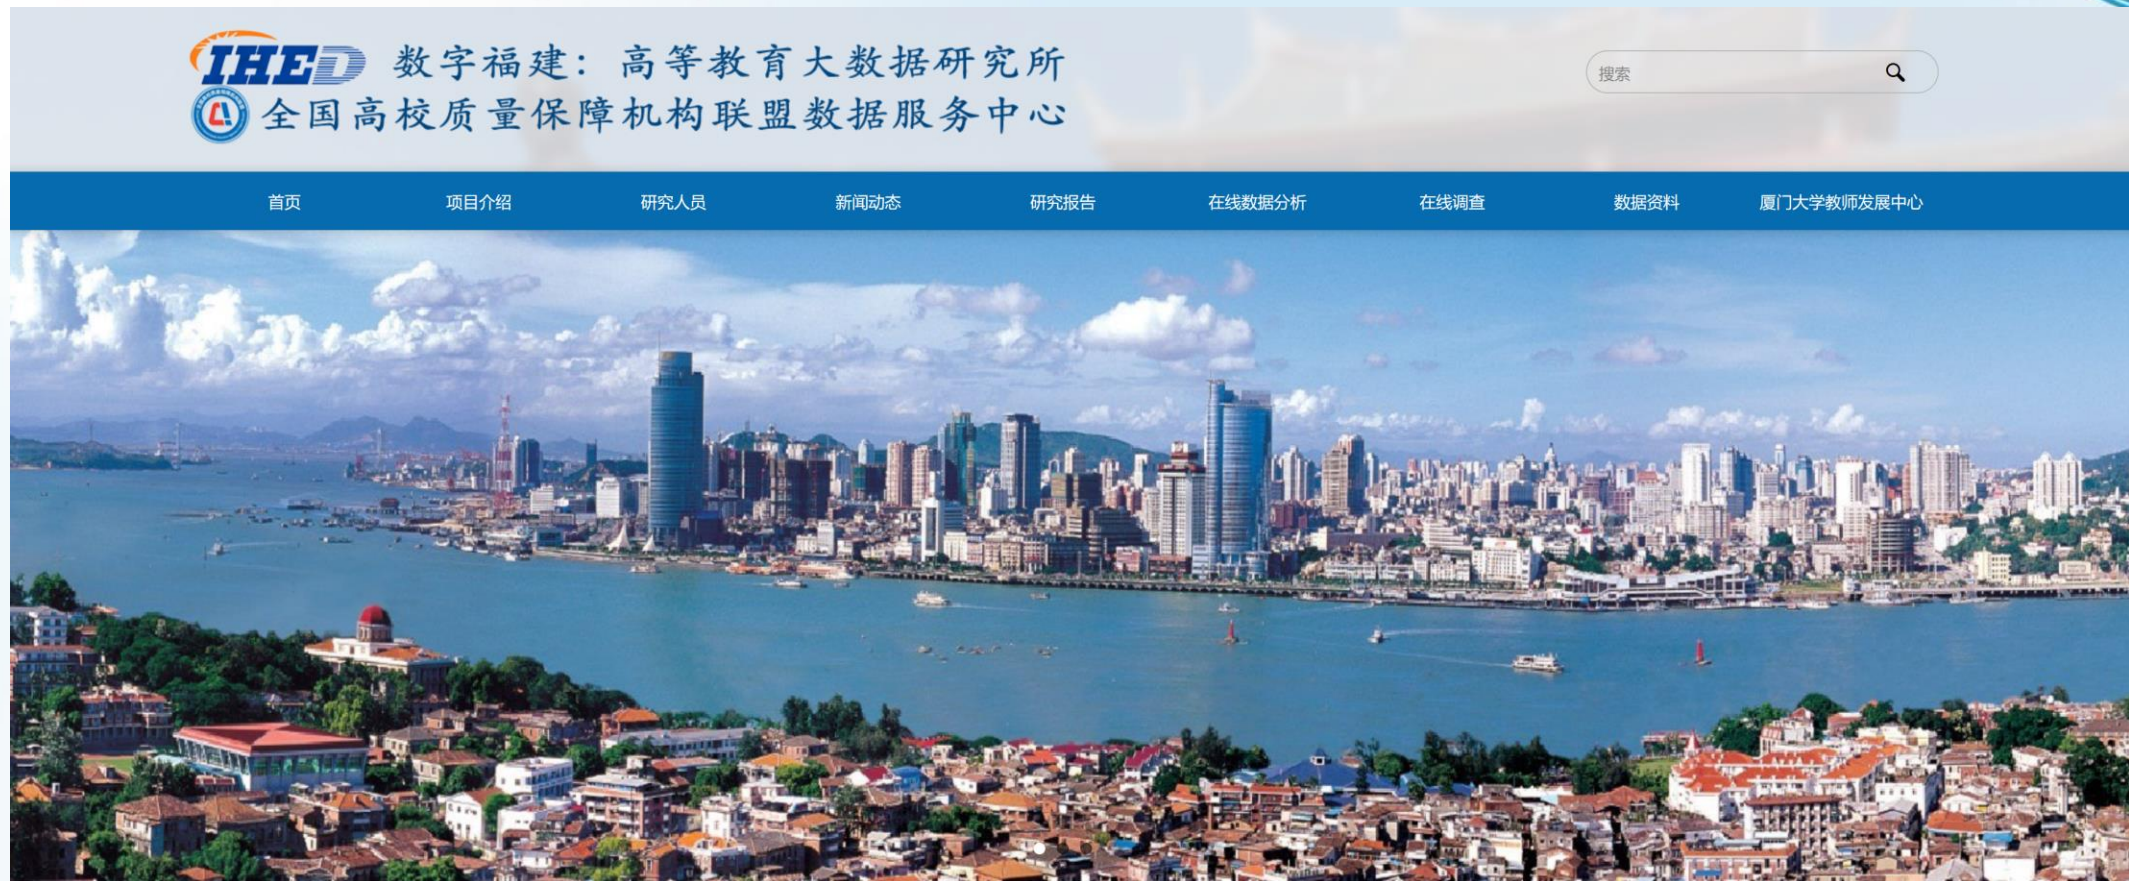 IHED 数字福建：高等教育大数据研究所
全国高校质量保障机构联盟数据服务中心
搜索
首页 项目介绍 研究人员 新闻动态 研究报告 在线数据分析 在线调查 数据资料 厦门大学教师发展中心